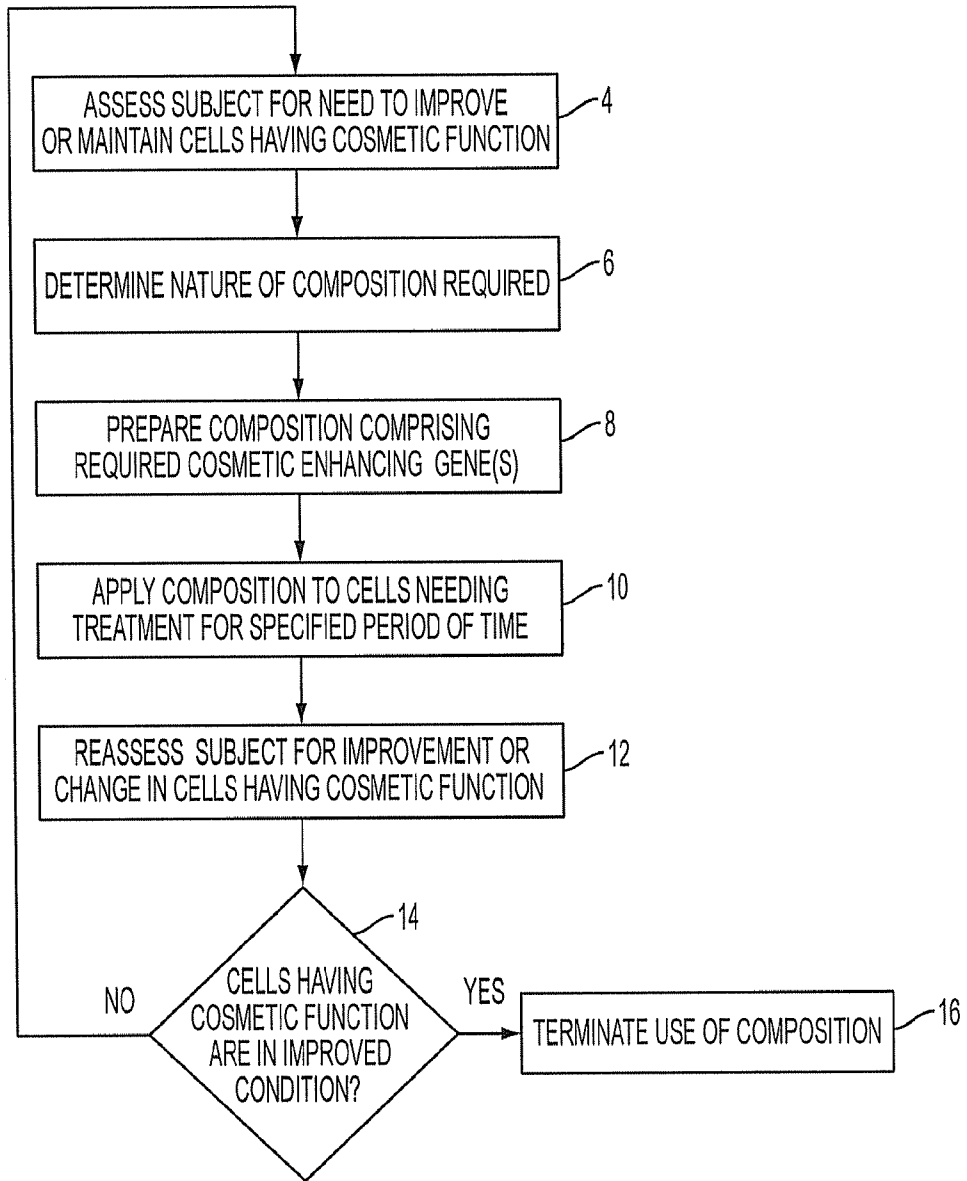 ASSESS SUBJECT FOR NEED TO IMPROVE
OR MAINTAIN CELLS HAVING COSMETIC FUNCTION
4
DETERMINE NATURE OF COMPOSITION REQUIRED
6
PREPARE COMPOSITION COMPRISING
REQUIRED COSMETIC ENHANCING GENE(S)
8
APPLY COMPOSITION TO CELLS NEEDING
TREATMENT FOR SPECIFIED PERIOD OF TIME
10
REASSESS SUBJECT FOR IMPROVEMENT OR
CHANGE IN CELLS HAVING COSMETIC FUNCTION
12
14
CELLS HAVING
COSMETIC FUNCTION
ARE IN IMPROVED
CONDITION?
NO
YES
TERMINATE USE OF COMPOSITION
16